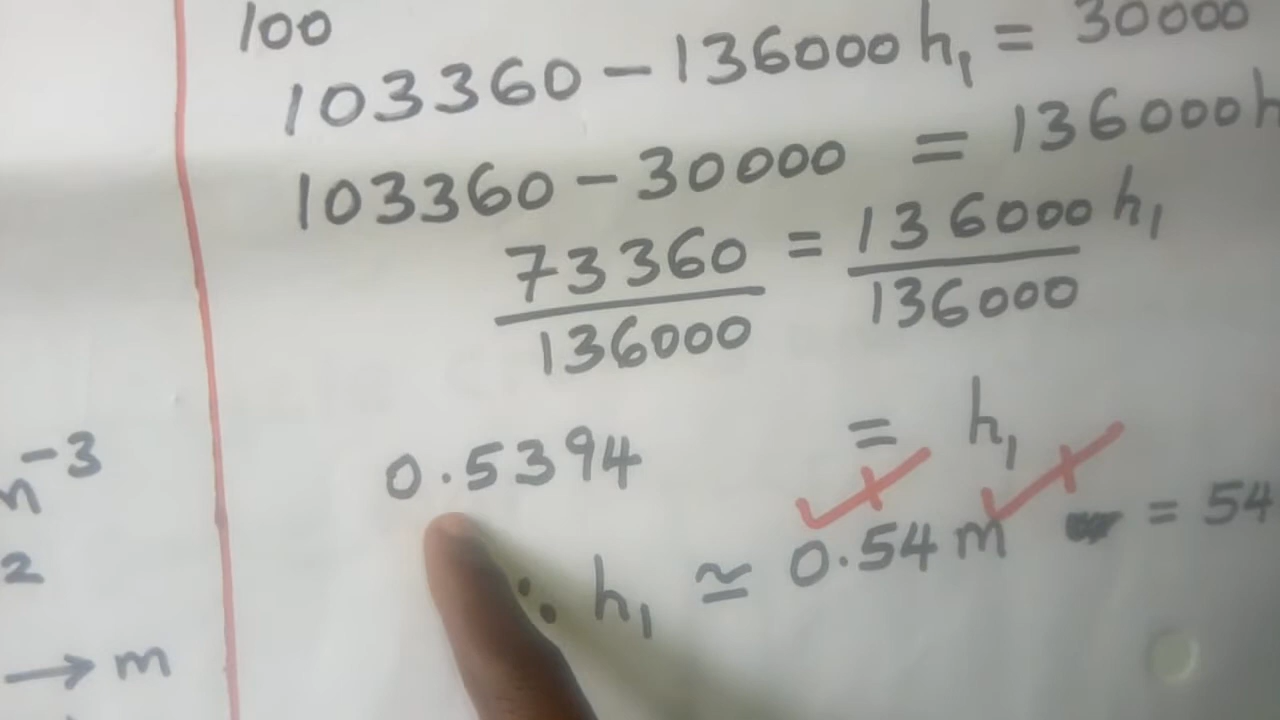 100
103360 − 136000 h₁ = 30000
103360 − 30000 = 136000 h
73360 = 136000 h₁
136000 136000
0.5394 = h₁
∴ h₁ ≃ 0.54 m = 54
n⁻³
2
→ m